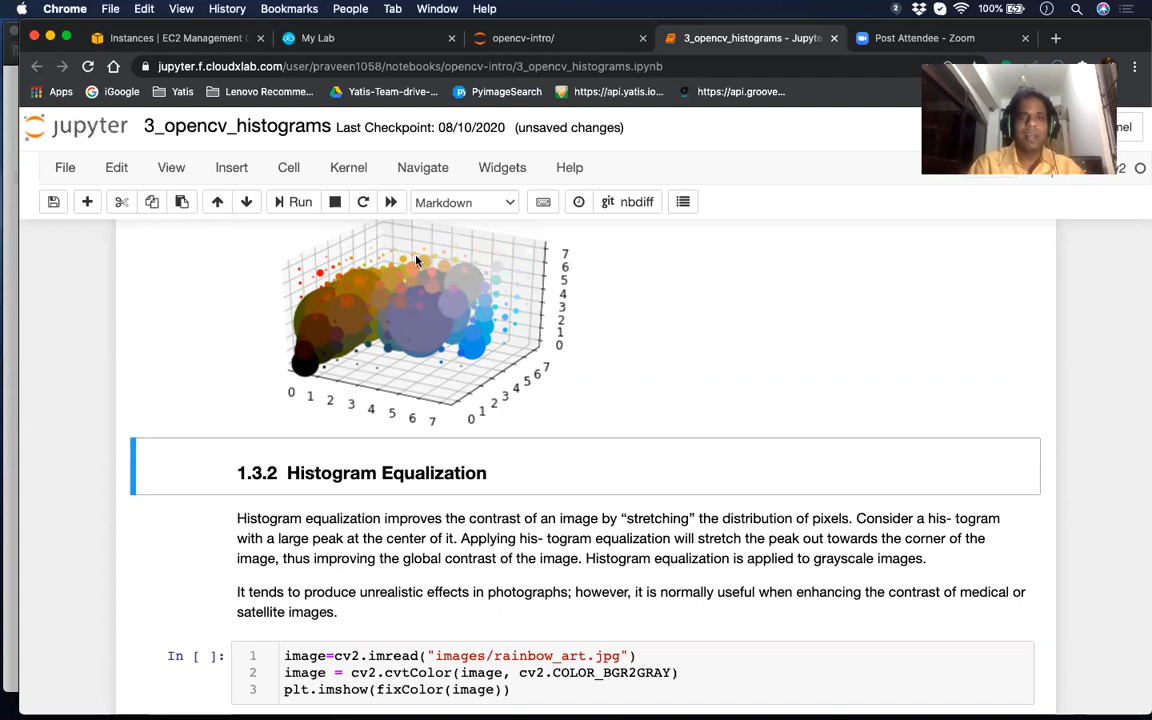 Chrome File Edit View History Bookmarks People Tab Window Help 2 100%
Instances | EC2 Management C × My Lab × opencv-intro/ × 3_opencv_histograms - Jupyte × Post Attendee - Zoom × +
jupyter.f.cloudxlab.com/user/praveen1058/notebooks/opencv-intro/3_opencv_histograms.ipynb
Apps iGoogle Yatis Lenovo Recomme... Yatis-Team-drive-... PyimageSearch https://api.yatis.io... https://api.groove...
jupyter 3_opencv_histograms Last Checkpoint: 08/10/2020 (unsaved changes) nel
File Edit View Insert Cell Kernel Navigate Widgets Help 2
Run Markdown git nbdiff
7
6
5
4
3
2
1
0
0 1 2 3 4 5 6 7
0 1 2 3 4 5 6 7
1.3.2 Histogram Equalization
Histogram equalization improves the contrast of an image by “stretching” the distribution of pixels. Consider a his- togram
with a large peak at the center of it. Applying his- togram equalization will stretch the peak out towards the corner of the
image, thus improving the global contrast of the image. Histogram equalization is applied to grayscale images.
It tends to produce unrealistic effects in photographs; however, it is normally useful when enhancing the contrast of medical or
satellite images.
In [ ]: 1 image=cv2.imread("images/rainbow_art.jpg")
2 image = cv2.cvtColor(image, cv2.COLOR_BGR2GRAY)
3 plt.imshow(fixColor(image))